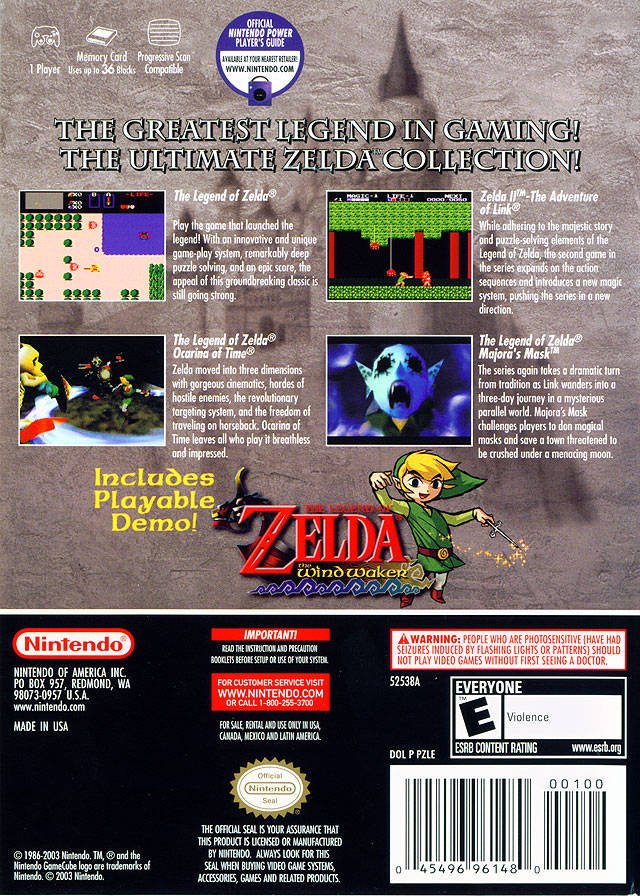 1 Player
Memory Card
Uses up to 36 Blocks
Progressive Scan
Compatible
OFFICIAL
NINTENDO POWER
PLAYER'S GUIDE
AVAILABLE AT YOUR NEAREST RETAILER!
WWW.NINTENDO.COM
THE GREATEST LEGEND IN GAMING!
THE ULTIMATE ZELDA™ COLLECTION!
The Legend of Zelda®
Play the game that launched the
legend! With an innovative and unique
game-play system, remarkably deep
puzzle solving, and an epic score, the
appeal of this groundbreaking classic is
still going strong.
-LIFE-
Zelda II™-The Adventure
of Link®
While adhering to the majestic story
and puzzle-solving elements of the
Legend of Zelda, the second game in
the series expands on the action
sequences and introduces a new magic
system, pushing the series in a new
direction.
MAGIC-1 LIFE-1 NEXT
The Legend of Zelda®
Ocarina of Time®
Zelda moved into three dimensions
with gorgeous cinematics, hordes of
hostile enemies, the revolutionary
targeting system, and the freedom of
traveling on horseback. Ocarina of
Time leaves all who play it breathless
and impressed.
The Legend of Zelda®
Majora's Mask™
The series again takes a dramatic turn
from tradition as Link wanders into a
three-day journey in a mysterious
parallel world. Majora's Mask
challenges players to don magical
masks and save a town threatened to
be crushed under a menacing moon.
Includes
Playable
Demo!
THE LEGEND OF
ZELDA
the Wind Waker
Nintendo®
NINTENDO OF AMERICA INC.
PO BOX 957, REDMOND, WA
98073-0957 U.S.A.
www.nintendo.com
MADE IN USA
© 1986-2003 Nintendo. TM, ® and the
Nintendo GameCube logo are trademarks of
Nintendo. © 2003 Nintendo.
IMPORTANT!
READ THE INSTRUCTION AND PRECAUTION
BOOKLETS BEFORE SETUP OR USE OF YOUR SYSTEM.
FOR CUSTOMER SERVICE VISIT
WWW.NINTENDO.COM
OR CALL 1-800-255-3700
FOR SALE, RENTAL AND USE ONLY IN USA,
CANADA, MEXICO AND LATIN AMERICA.
Official
Nintendo
Seal
THE OFFICIAL SEAL IS YOUR ASSURANCE THAT
THIS PRODUCT IS LICENSED OR MANUFACTURED
BY NINTENDO. ALWAYS LOOK FOR THIS
SEAL WHEN BUYING VIDEO GAME SYSTEMS,
ACCESSORIES, GAMES AND RELATED PRODUCTS.
WARNING: PEOPLE WHO ARE PHOTOSENSITIVE (HAVE HAD
SEIZURES INDUCED BY FLASHING LIGHTS OR PATTERNS) SHOULD
NOT PLAY VIDEO GAMES WITHOUT FIRST SEEING A DOCTOR.
52538A
EVERYONE
E
Violence
ESRB CONTENT RATING www.esrb.org
DOL P PZLE
00100
0 45496 96148 0